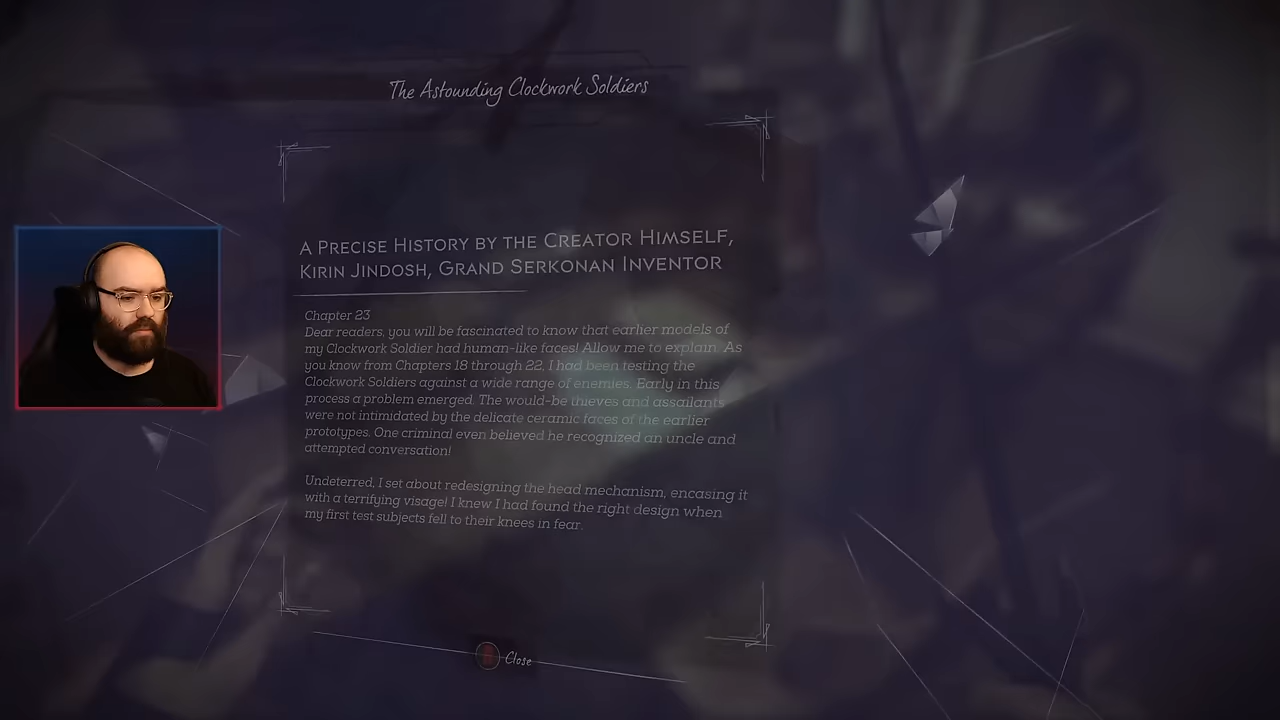 The Astounding Clockwork Soldiers
A Precise History by the Creator Himself,
Kirin Jindosh, Grand Serkonan Inventor
Chapter 23
Dear readers, you will be fascinated to know that earlier models of
my Clockwork Soldier had human-like faces! Allow me to explain. As
you know from Chapters 18 through 22, I had been testing the
Clockwork Soldiers against a wide range of enemies. Early in this
process a problem emerged. The would-be thieves and assailants
were not intimidated by the delicate ceramic faces of the earlier
prototypes. One criminal even believed he recognized an uncle and
attempted conversation!
Undeterred, I set about redesigning the head mechanism, encasing it
with a terrifying visage! I knew I had found the right design when
my first test subjects fell to their knees in fear.
Close